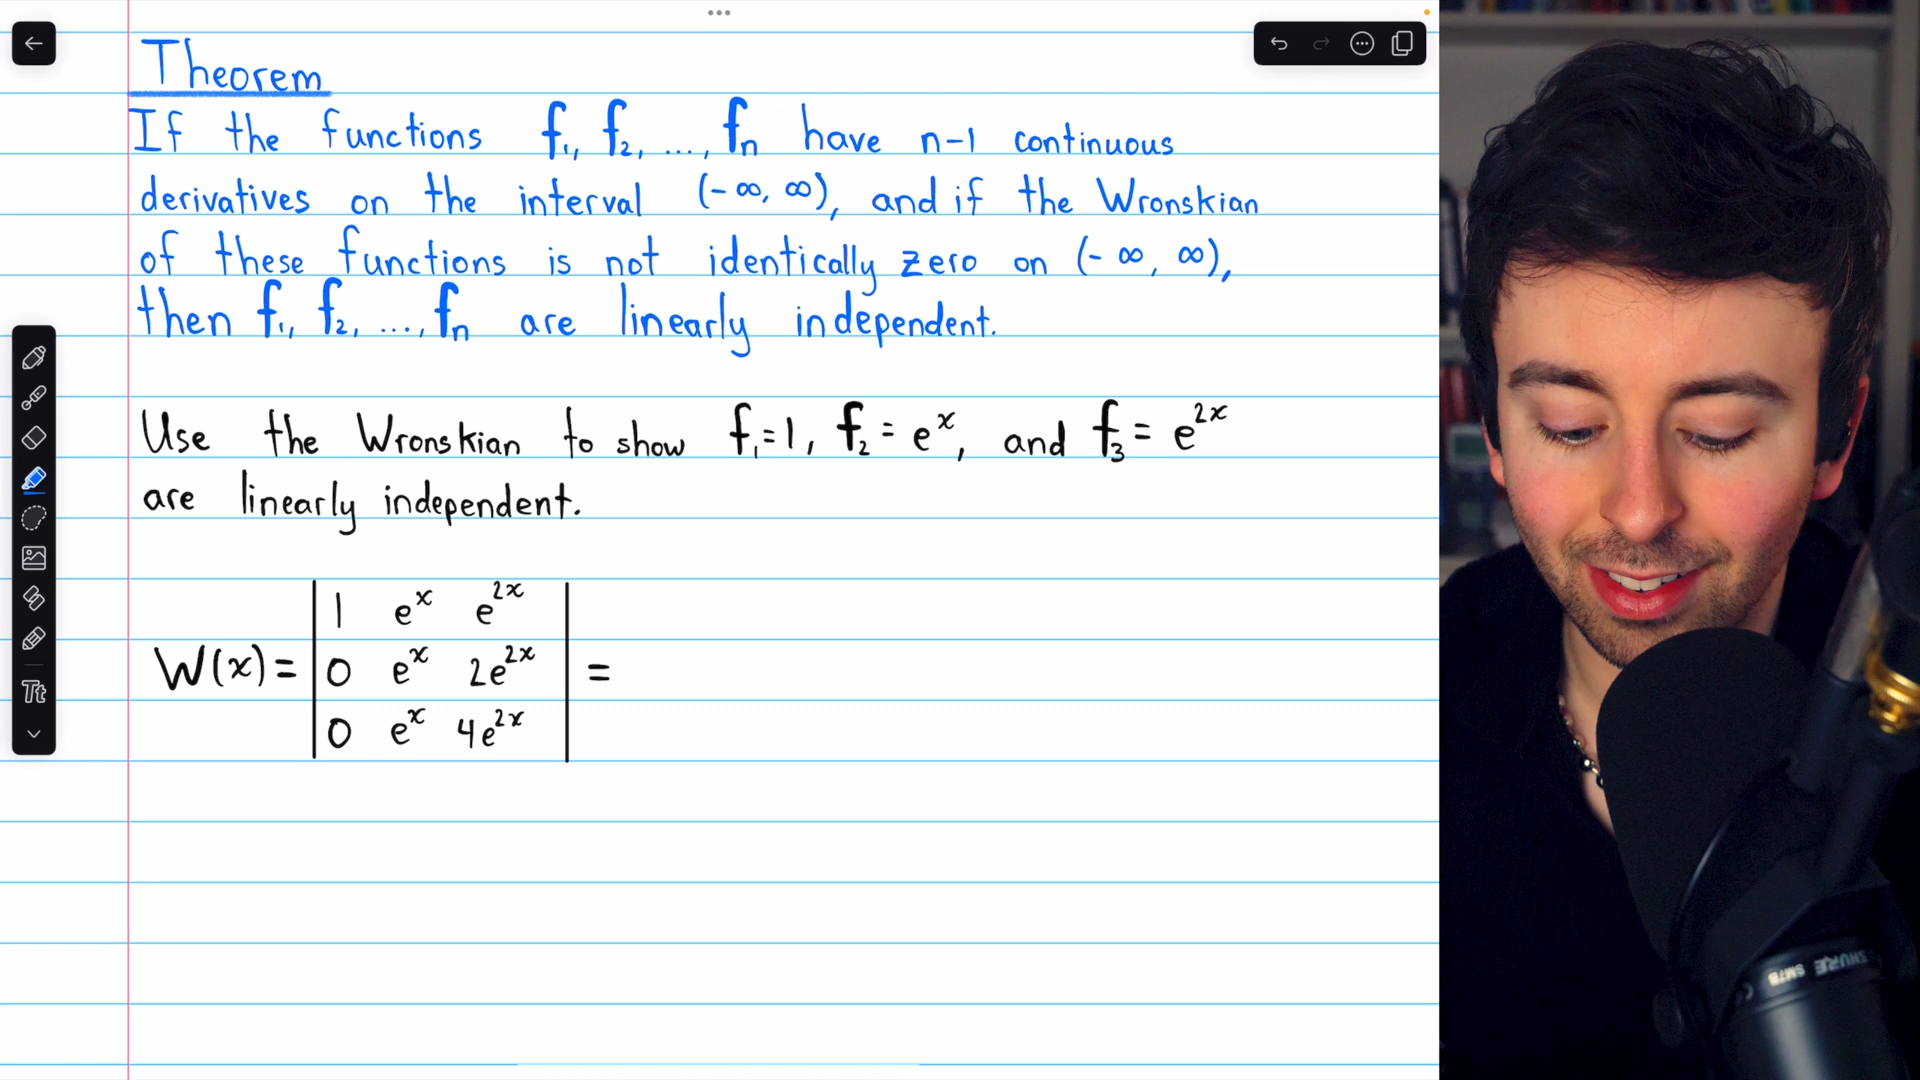 Theorem
If the functions f₁, f₂, ..., fₙ have n-1 continuous
derivatives on the interval (-∞, ∞), and if the Wronskian
of these functions is not identically zero on (-∞, ∞),
then f₁, f₂, ..., fₙ are linearly independent.
Use the Wronskian to show f₁=1, f₂=eˣ, and f₃=e²ˣ
are linearly independent.
W(x)= | 1 eˣ e²ˣ |
| 0 eˣ 2e²ˣ | =
| 0 eˣ 4e²ˣ |
Tt
SHURE SM7B